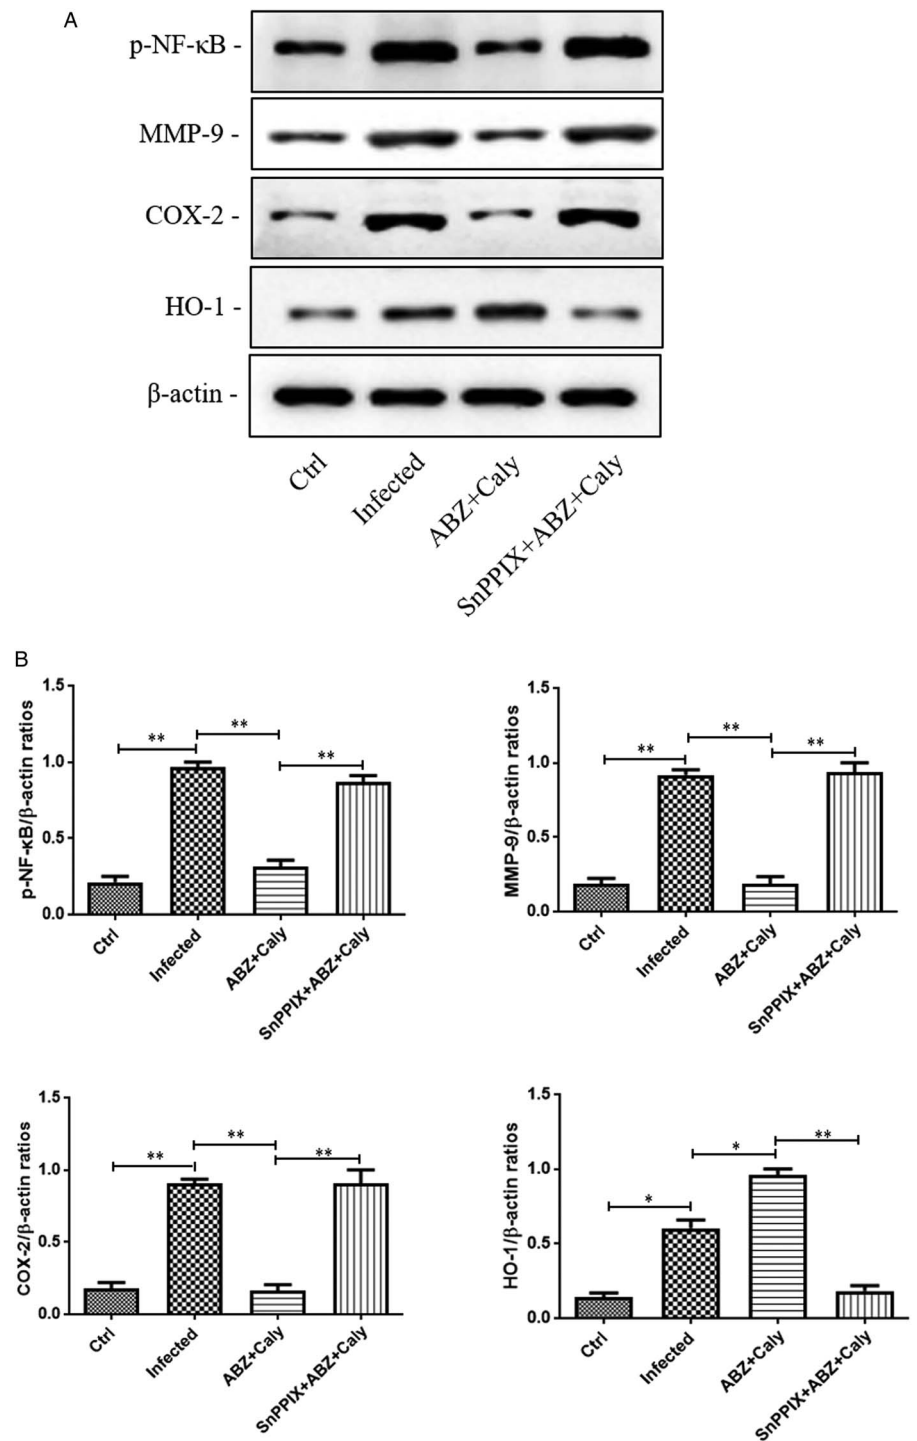 A
p-NF-κB -
MMP-9 -
COX-2 -
HO-1 -
β-actin -
Ctrl
Infected
ABZ+Caly
SnPPIX+ABZ+Caly
B
p-NF-κB/β-actin ratios
1.5
1.0
0.5
0.0
**
**
**
Ctrl
Infected
ABZ+Caly
SnPPIX+ABZ+Caly
MMP-9/β-actin ratios
1.5
1.0
0.5
0.0
**
**
**
Ctrl
Infected
ABZ+Caly
SnPPIX+ABZ+Caly
COX-2/β-actin ratios
1.5
1.0
0.5
0.0
**
**
**
Ctrl
Infected
ABZ+Caly
SnPPIX+ABZ+Caly
HO-1/β-actin ratios
1.5
1.0
0.5
0.0
*
*
**
Ctrl
Infected
ABZ+Caly
SnPPIX+ABZ+Caly